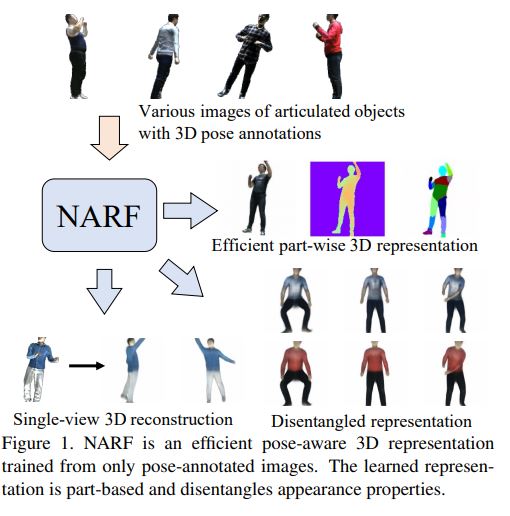 Various images of articulated objects
with 3D pose annotations
NARF
Efficient part-wise 3D representation
Single-view 3D reconstruction
Disentangled representation
Figure 1. NARF is an efficient pose-aware 3D representation
trained from only pose-annotated images. The learned represen-
tation is part-based and disentangles appearance properties.